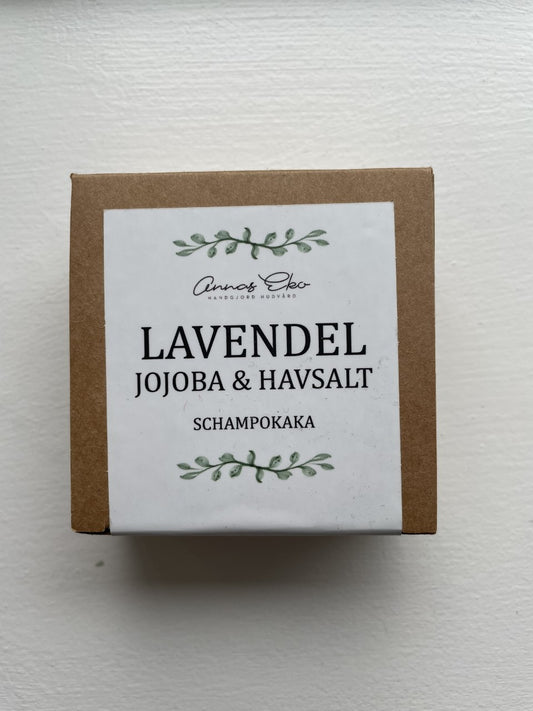 Annas Eko
HANDGJORD HUDVÅRD
LAVENDEL
JOJOBA & HAVSALT
SCHAMPOKAKA